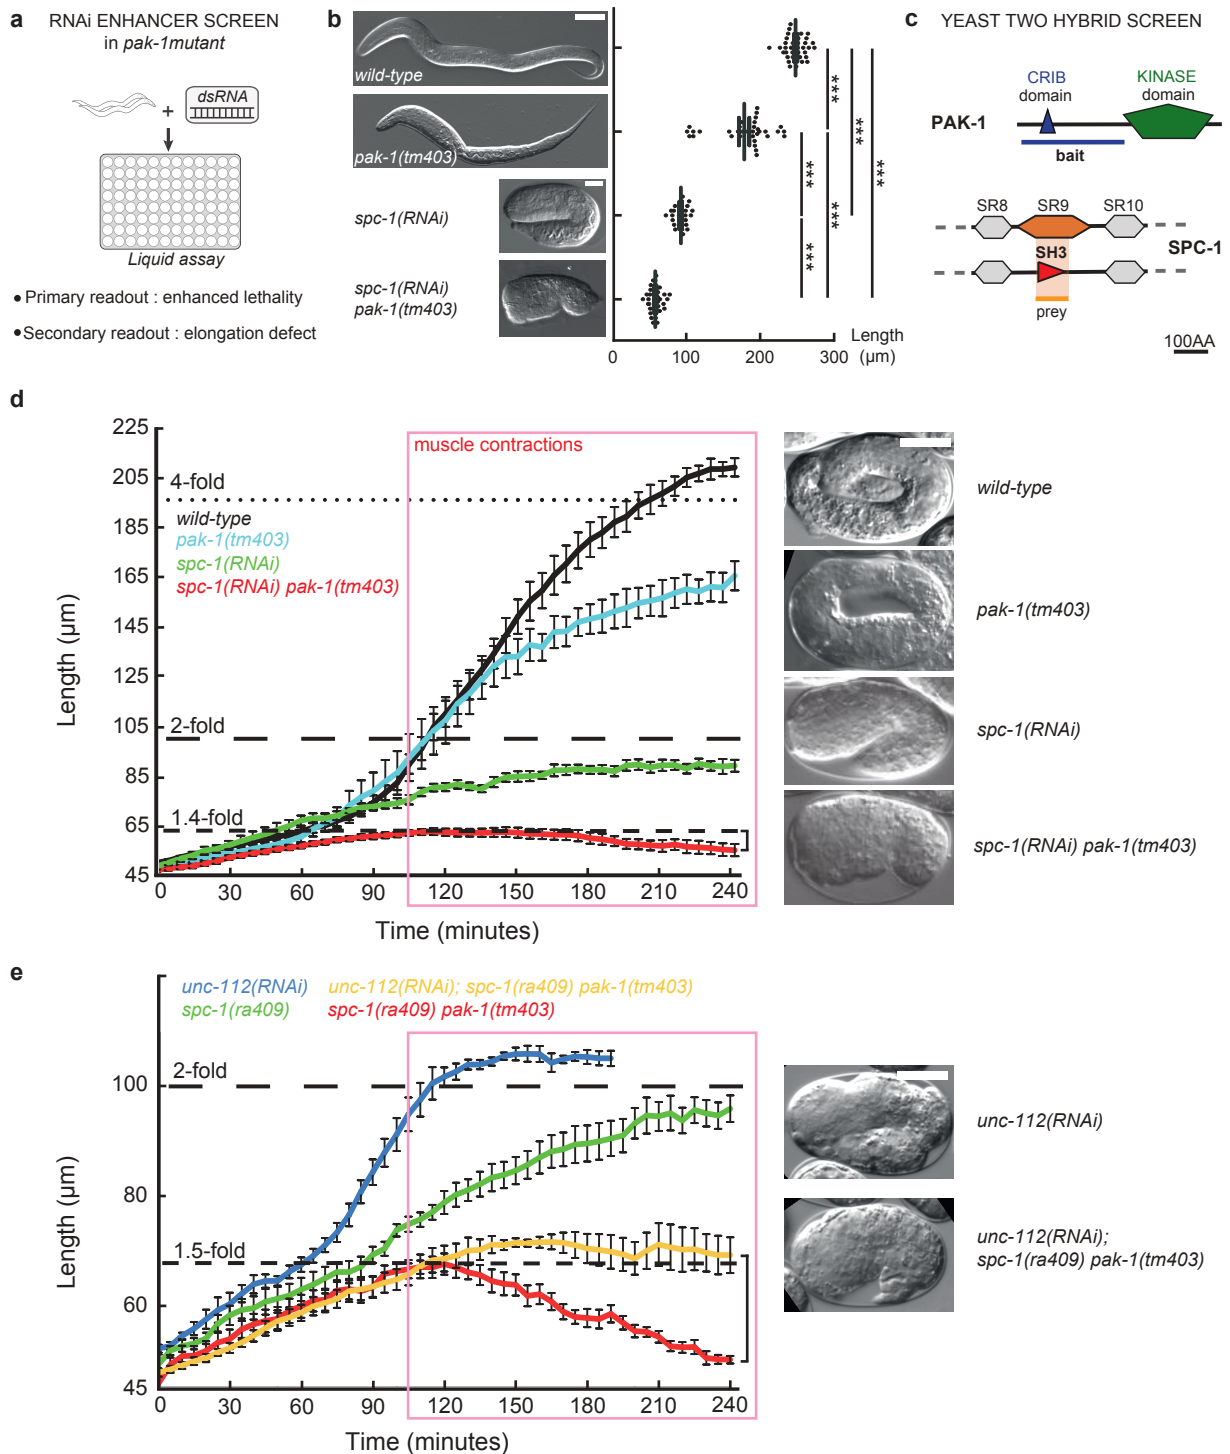 a
RNAi ENHANCER SCREEN
in pak-1mutant
+
dsRNA
Liquid assay
• Primary readout : enhanced lethality
• Secondary readout : elongation defect
b
wild-type
pak-1(tm403)
spc-1(RNAi)
spc-1(RNAi)
pak-1(tm403)
***
***
***
***
***
***
0
100
200
300
Length
(µm)
c
YEAST TWO HYBRID SCREEN
CRIB
domain
KINASE
domain
PAK-1
bait
SR8
SR9
SR10
SPC-1
SH3
prey
100AA
d
225
205
185
165
145
125
105
85
65
45
Length (µm)
muscle contractions
4-fold
wild-type
pak-1(tm403)
spc-1(RNAi)
spc-1(RNAi) pak-1(tm403)
2-fold
1.4-fold
0
30
60
90
120
150
180
210
240
Time (minutes)
wild-type
pak-1(tm403)
spc-1(RNAi)
spc-1(RNAi) pak-1(tm403)
e
unc-112(RNAi)
unc-112(RNAi); spc-1(ra409) pak-1(tm403)
spc-1(ra409)
spc-1(ra409) pak-1(tm403)
2-fold
1.5-fold
100
80
60
45
Length (µm)
0
30
60
90
120
150
180
210
240
Time (minutes)
unc-112(RNAi)
unc-112(RNAi);
spc-1(ra409) pak-1(tm403)